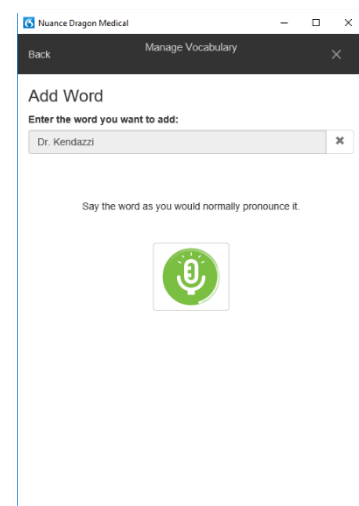 Nuance Dragon Medical
Back
Manage Vocabulary
Add Word
Enter the word you want to add:
Dr. Kendazzi
Say the word as you would normally pronounce it.